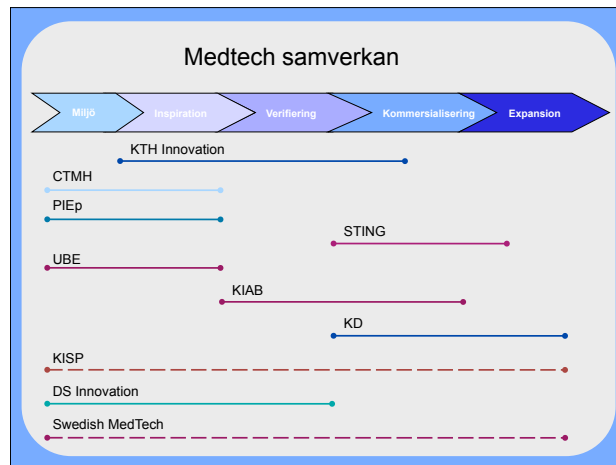 Medtech samverkan
Miljö Inspiration Verifiering Kommersialisering Expansion
KTH Innovation
CTMH
PIEp
STING
UBE
KIAB
KD
KISP
DS Innovation
Swedish MedTech